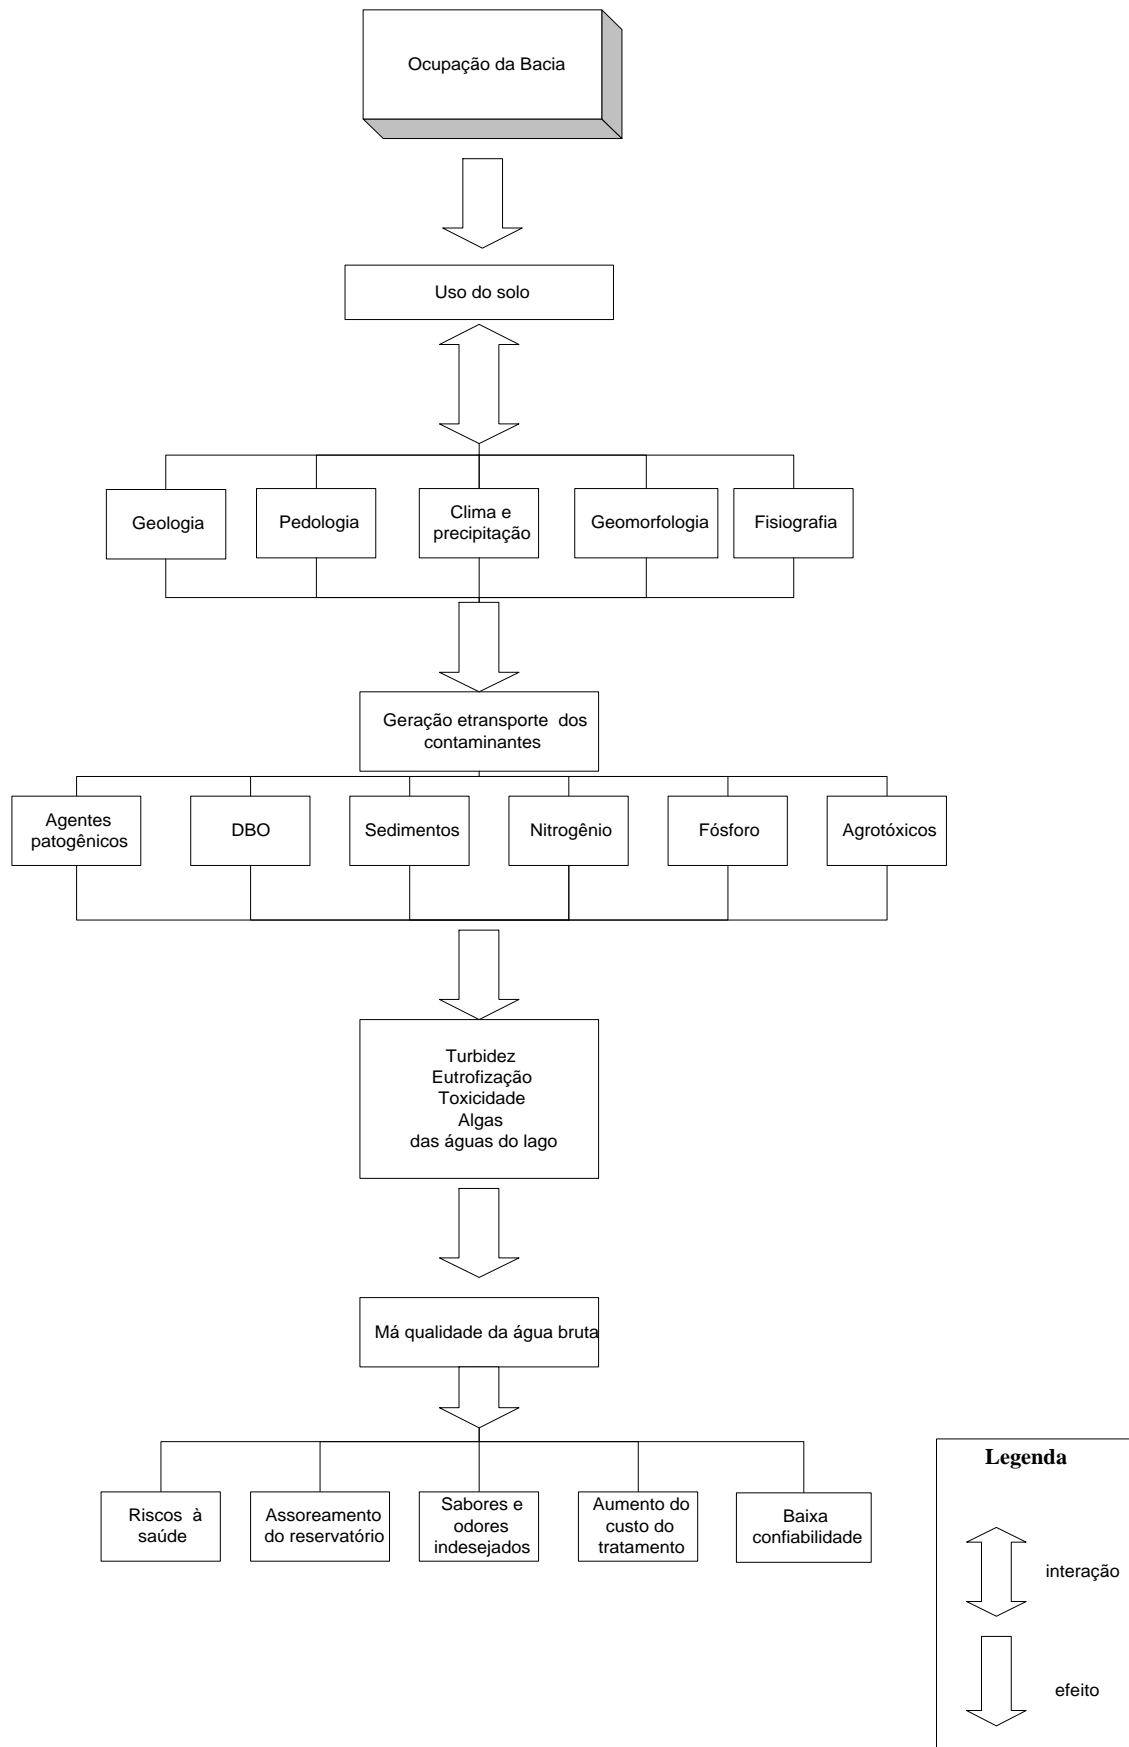 Ocupação da Bacia
Uso do solo
Geologia
Pedologia
Clima e
precipitação
Geomorfologia
Fisiografia
Geração etransporte dos
contaminantes
Agentes
patogênicos
DBO
Sedimentos
Nitrogênio
Fósforo
Agrotóxicos
Turbidez
Eutrofização
Toxicidade
Algas
das águas do lago
Má qualidade da água bruta
Riscos à
saúde
Assoreamento
do reservatório
Sabores e
odores
indesejados
Aumento do
custo do
tratamento
Baixa
confiabilidade
Legenda
interação
efeito